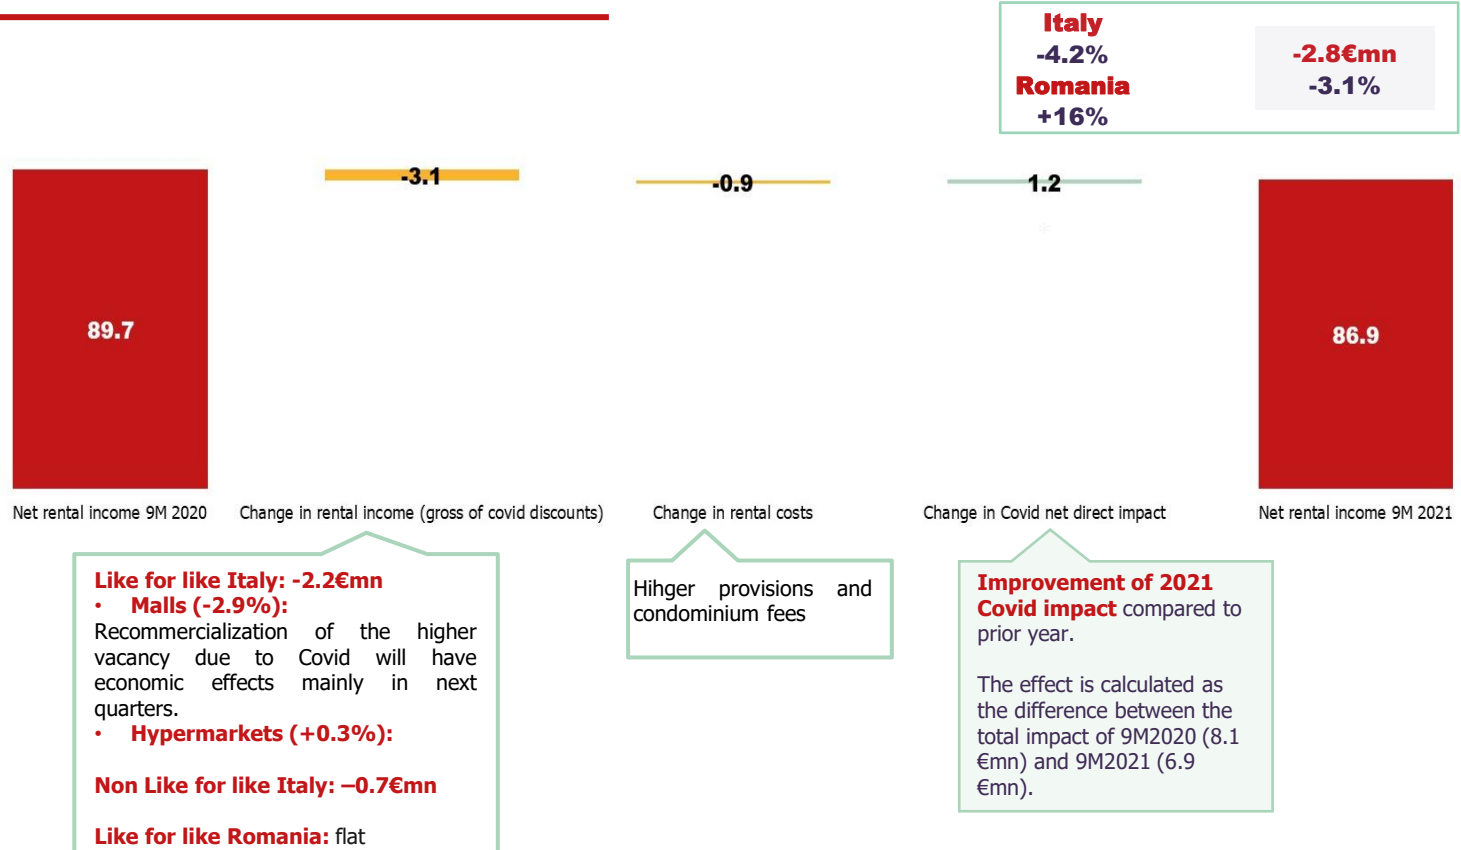 Italy
-4.2%
Romania
+16%
-2.8€mn
-3.1%
-3.1
-0.9
1.2
*
89.7
86.9
Net rental income 9M 2020
Change in rental income (gross of covid discounts)
Change in rental costs
Change in Covid net direct impact
Net rental income 9M 2021
Like for like Italy: -2.2€mn
• Malls (-2.9%):
Recommercialization of the higher
vacancy due to Covid will have
economic effects mainly in next
quarters.
• Hypermarkets (+0.3%):
Non Like for like Italy: –0.7€mn
Like for like Romania: flat
Hihger provisions and
condominium fees
Improvement of 2021
Covid impact compared to
prior year.
The effect is calculated as
the difference between the
total impact of 9M2020 (8.1
€mn) and 9M2021 (6.9
€mn).